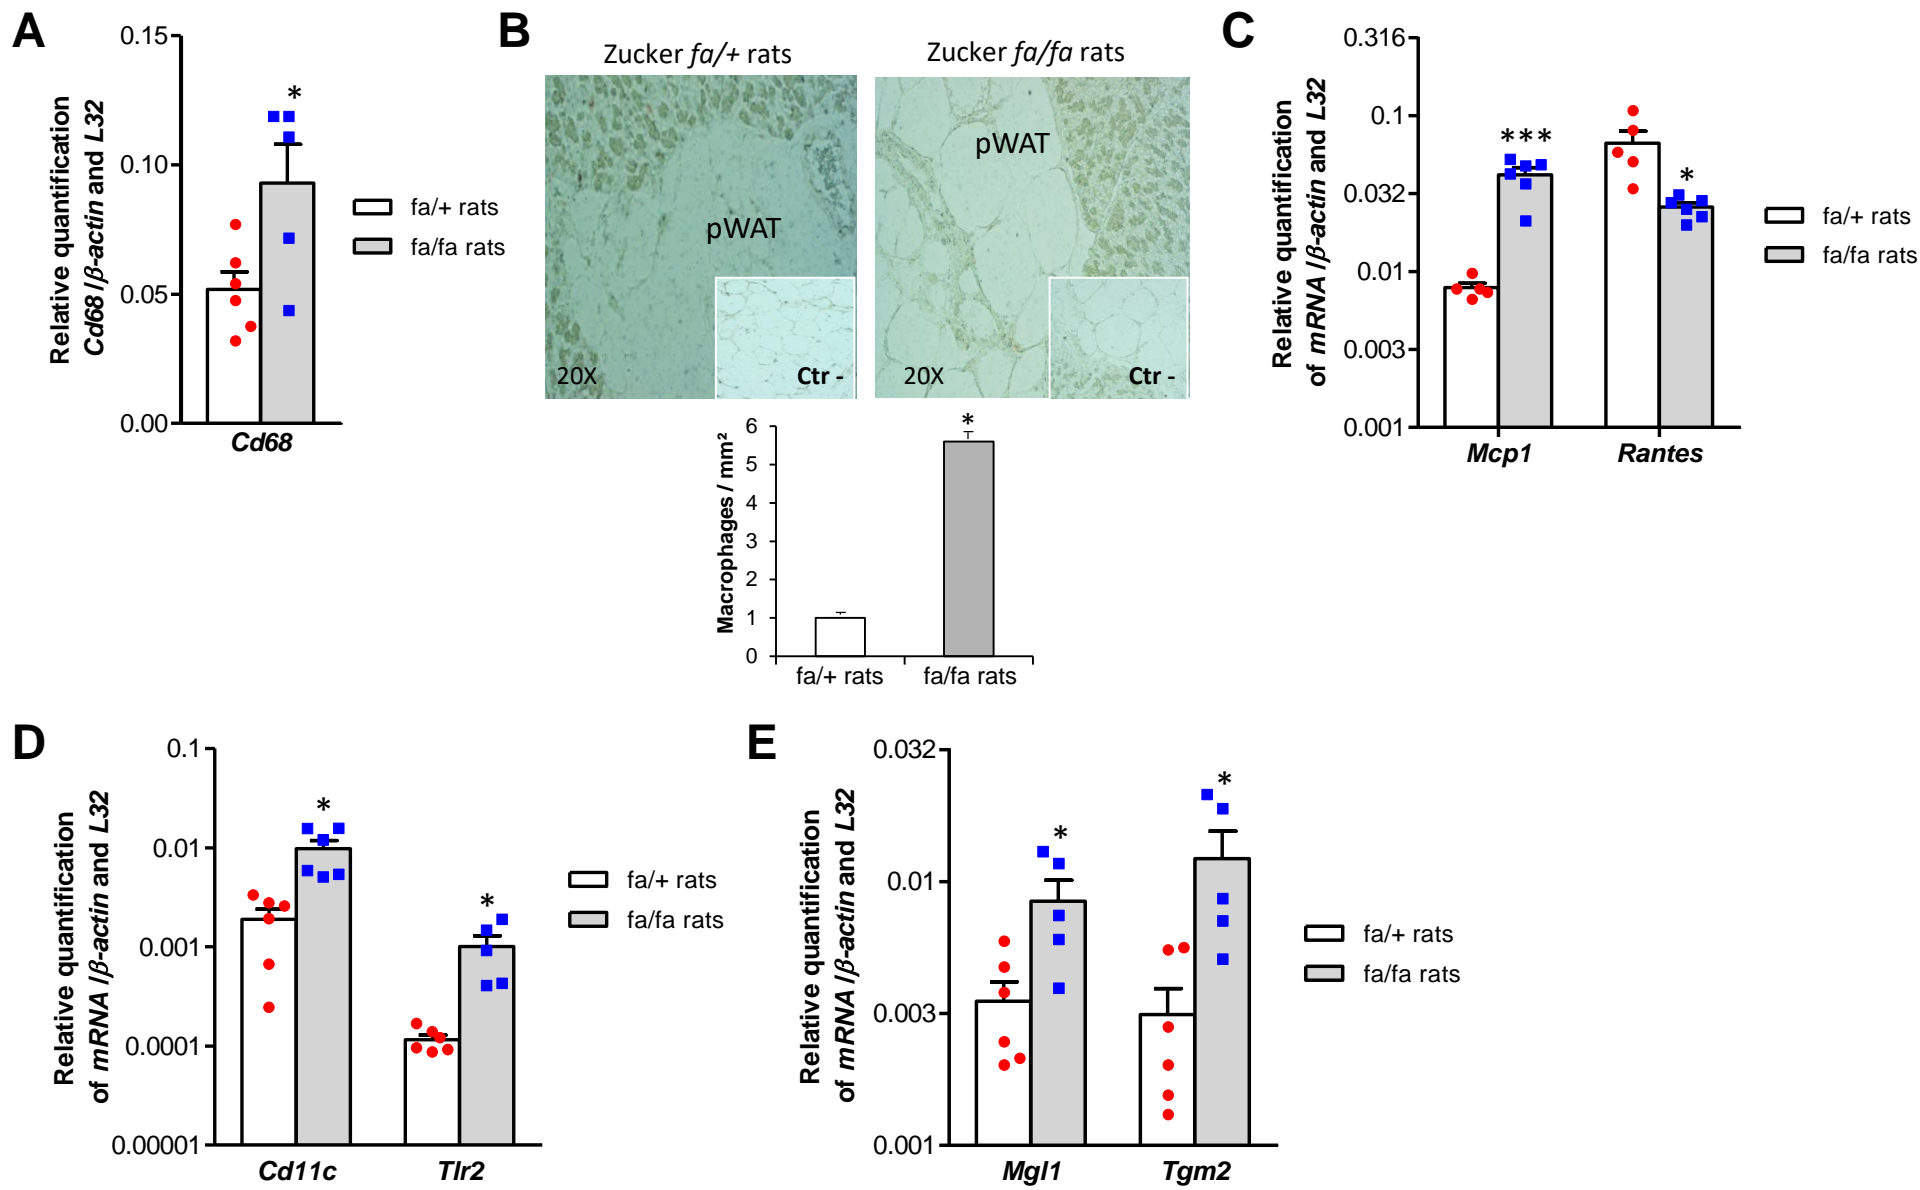 A
0.15
0.10
0.05
0.00
Relative quantification
Cd68 /β-actin and L32
*
Cd68
fa/+ rats
fa/fa rats
B
Zucker fa/+ rats
Zucker fa/fa rats
pWAT
20X
Ctr -
pWAT
20X
Ctr -
Macrophages / mm²
6
5
4
3
2
1
0
*
fa/+ rats
fa/fa rats
C
0.316
0.1
0.032
0.01
0.003
0.001
Relative quantification
of mRNA /β-actin and L32
***
*
Mcp1
Rantes
fa/+ rats
fa/fa rats
D
0.1
0.01
0.001
0.0001
0.00001
Relative quantification
of mRNA /β-actin and L32
*
*
Cd11c
Tlr2
fa/+ rats
fa/fa rats
E
0.032
0.01
0.003
0.001
Relative quantification
of mRNA /β-actin and L32
*
*
Mgl1
Tgm2
fa/+ rats
fa/fa rats